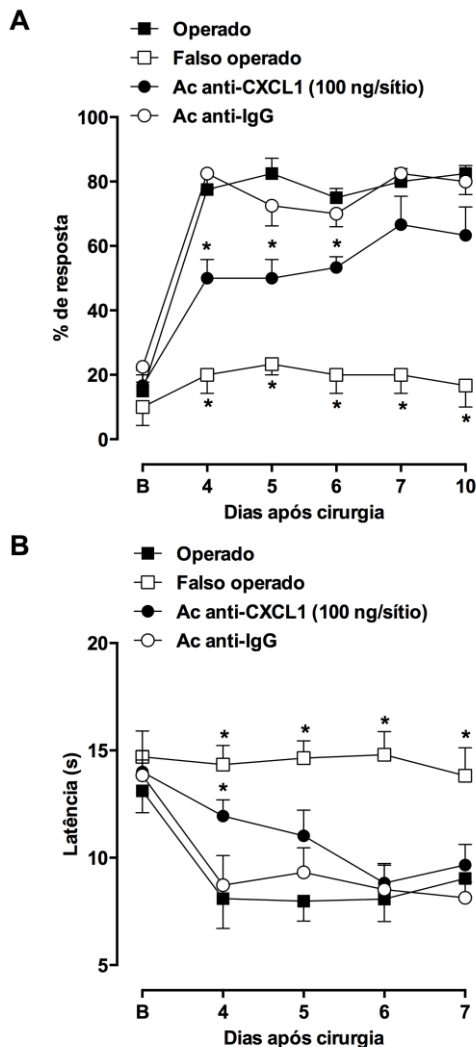 A
Operado
Falso operado
Ac anti-CXCL1 (100 ng/sítio)
Ac anti-IgG
% de resposta
100
80
60
40
20
0
* * *
* * * * *
B 4 5 6 7 10
Dias após cirurgia
B
Operado
Falso operado
Ac anti-CXCL1 (100 ng/sítio)
Ac anti-IgG
Latência (s)
20
15
10
5
* * * *
*
B 4 5 6 7
Dias após cirurgia